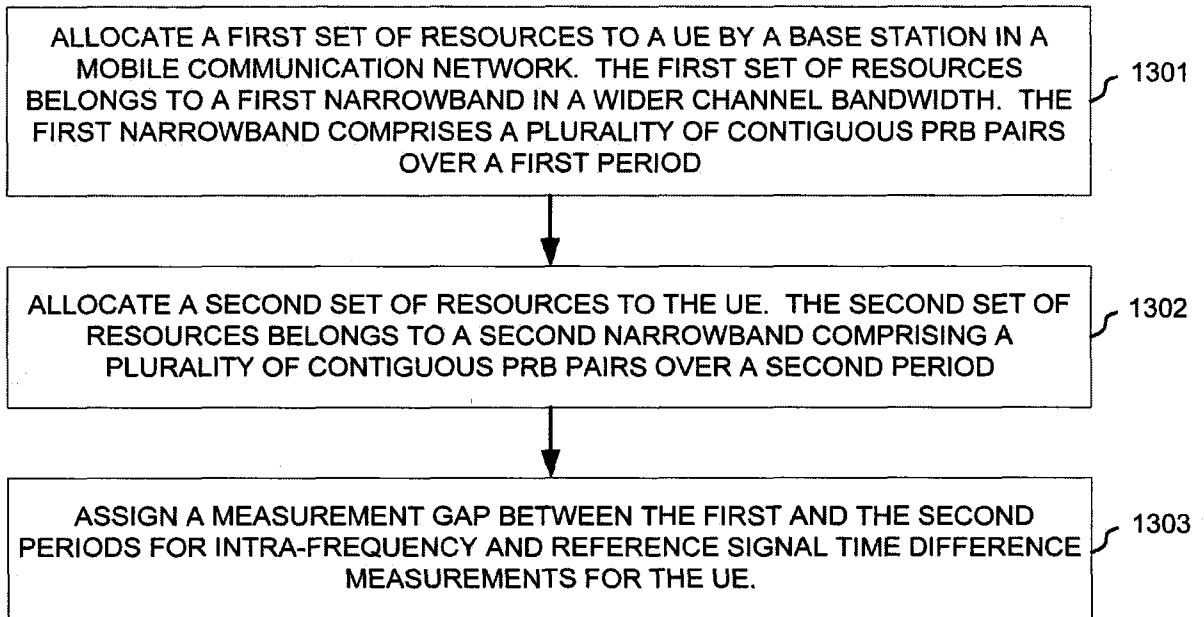 ALLOCATE A FIRST SET OF RESOURCES TO A UE BY A BASE STATION IN A
MOBILE COMMUNICATION NETWORK. THE FIRST SET OF RESOURCES
BELONGS TO A FIRST NARROWBAND IN A WIDER CHANNEL BANDWIDTH. THE
FIRST NARROWBAND COMPRISES A PLURALITY OF CONTIGUOUS PRB PAIRS
OVER A FIRST PERIOD
1301
ALLOCATE A SECOND SET OF RESOURCES TO THE UE. THE SECOND SET OF
RESOURCES BELONGS TO A SECOND NARROWBAND COMPRISING A
PLURALITY OF CONTIGUOUS PRB PAIRS OVER A SECOND PERIOD
1302
ASSIGN A MEASUREMENT GAP BETWEEN THE FIRST AND THE SECOND
PERIODS FOR INTRA-FREQUENCY AND REFERENCE SIGNAL TIME DIFFERENCE
MEASUREMENTS FOR THE UE.
1303